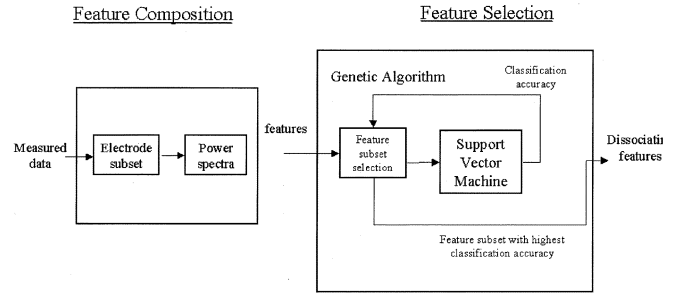 Feature Composition
Feature Selection
Measured
data
Electrode
subset
Power
spectra
features
Genetic Algorithm
Classification
accuracy
Feature
subset
selection
Support
Vector
Machine
Feature subset with highest
classification accuracy
Dissociati
features